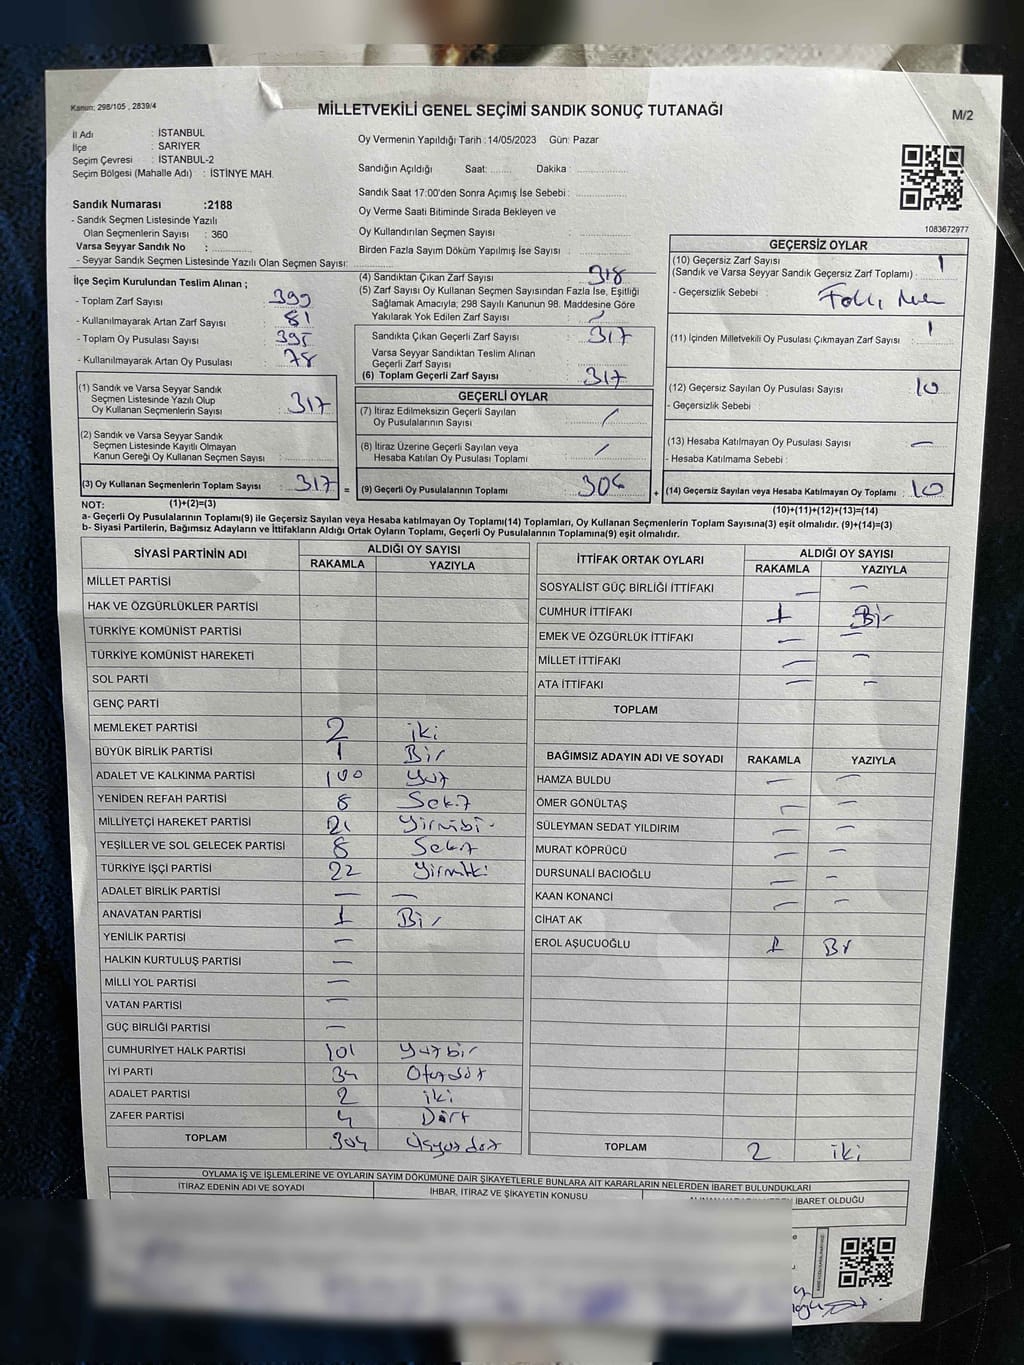 Kanun; 298/105 , 2839/4
MİLLETVEKİLİ GENEL SEÇİMİ SANDIK SONUÇ TUTANAĞI
M/2
İl Adı : İSTANBUL
İlçe : SARIYER
Seçim Çevresi : İSTANBUL-2
Seçim Bölgesi (Mahalle Adı) : İSTİNYE MAH.
Oy Vermenin Yapıldığı Tarih : 14/05/2023 Gün: Pazar
Sandığın Açıldığı Saat: ........ Dakika : ................
Sandık Saat 17:00'den Sonra Açımış İse Sebebi :
Oy Verme Saati Bitiminde Sırada Bekleyen ve
Oy Kullandırılan Seçmen Sayısı :
Birden Fazla Sayım Döküm Yapılmış İse Sayısı :
Sandık Numarası :2188
- Sandık Seçmen Listesinde Yazılı
Olan Seçmenlerin Sayısı : 360
Varsa Seyyar Sandık No :
- Seyyar Sandık Seçmen Listesinde Yazılı Olan Seçmen Sayısı:
1083672977
İlçe Seçim Kurulundan Teslim Alınan ;
- Toplam Zarf Sayısı : 399
- Kullanılmayarak Artan Zarf Sayısı : 81
- Toplam Oy Pusulası Sayısı : 395
- Kullanılmayarak Artan Oy Pusulası : 78
(1) Sandık ve Varsa Seyyar Sandık
Seçmen Listesinde Yazılı Olup
Oy Kullanan Seçmenlerin Sayısı : 317
(2) Sandık ve Varsa Seyyar Sandık
Seçmen Listesinde Kayıtlı Olmayan
Kanun Gereği Oy Kullanan Seçmen Sayısı :
(3) Oy Kullanan Seçmenlerin Toplam Sayısı : 317 =
(1)+(2)=(3)
(4) Sandıktan Çıkan Zarf Sayısı : 318
(5) Zarf Sayısı Oy Kullanan Seçmen Sayısından Fazla İse, Eşitliği
Sağlamak Amacıyla; 298 Sayılı Kanunun 98. Maddesine Göre
Yakılarak Yok Edilen Zarf Sayısı :
Sandıkta Çıkan Geçerli Zarf Sayısı : 317
Varsa Seyyar Sandıktan Teslim Alınan
Geçerli Zarf Sayısı :
(6) Toplam Geçerli Zarf Sayısı : 317
GEÇERLİ OYLAR
(7) İtiraz Edilmeksizin Geçerli Sayılan
Oy Pusulalarının Sayısı : /
(8) İtiraz Üzerine Geçerli Sayılan veya
Hesaba Katılan Oy Pusulası Toplamı : /
(9) Geçerli Oy Pusulalarının Toplamı : 306 +
GEÇERSİZ OYLAR
(10) Geçersiz Zarf Sayısı
(Sandık ve Varsa Seyyar Sandık Geçersiz Zarf Toplamı) : 1
- Geçersizlik Sebebi :
(11) İçinden Milletvekili Oy Pusulası Çıkmayan Zarf Sayısı : 1
(12) Geçersiz Sayılan Oy Pusulası Sayısı : 10
- Geçersizlik Sebebi :
(13) Hesaba Katılmayan Oy Pusulası Sayısı : —
- Hesaba Katılmama Sebebi :
(14) Geçersiz Sayılan veya Hesaba Katılmayan Oy Toplamı : 10
(10)+(11)+(12)+(13)=(14)
NOT:
a- Geçerli Oy Pusulalarının Toplamı(9) ile Geçersiz Sayılan veya Hesaba katılmayan Oy Toplamı(14) Toplamları, Oy Kullanan Seçmenlerin Toplam Sayısına(3) eşit olmalıdır. (9)+(14)=(3)
b- Siyasi Partilerin, Bağımsız Adayların ve İttifakların Aldığı Ortak Oyların Toplamı, Geçerli Oy Pusulalarının Toplamına(9) eşit olmalıdır.
SİYASİ PARTİNİN ADI ALDIĞI OY SAYISI
RAKAMLA YAZIYLA
MİLLET PARTİSİ
HAK VE ÖZGÜRLÜKLER PARTİSİ
TÜRKİYE KOMÜNİST PARTİSİ
TÜRKİYE KOMÜNİST HAREKETİ
SOL PARTİ
GENÇ PARTİ
MEMLEKET PARTİSİ 2 iki
BÜYÜK BİRLİK PARTİSİ 1 Bir
ADALET VE KALKINMA PARTİSİ 100 Yüz
YENİDEN REFAH PARTİSİ 8 Sekiz
MİLLİYETÇİ HAREKET PARTİSİ 21 Yirmibir
YEŞİLLER VE SOL GELECEK PARTİSİ 8 Sekiz
TÜRKİYE İŞÇİ PARTİSİ 22 Yirmiiki
ADALET BİRLİK PARTİSİ — —
ANAVATAN PARTİSİ 1 Bir
YENİLİK PARTİSİ —
HALKIN KURTULUŞ PARTİSİ —
MİLLİ YOL PARTİSİ —
VATAN PARTİSİ —
GÜÇ BİRLİĞİ PARTİSİ —
CUMHURİYET HALK PARTİSİ 101 Yüzbir
İYİ PARTİ 34 Otuzdört
ADALET PARTİSİ 2 iki
ZAFER PARTİSİ 4 Dört
TOPLAM 304 Üçyüzdört
İTTİFAK ORTAK OYLARI ALDIĞI OY SAYISI
RAKAMLA YAZIYLA
SOSYALİST GÜÇ BİRLİĞİ İTTİFAKI — —
CUMHUR İTTİFAKI 1 Bir
EMEK VE ÖZGÜRLÜK İTTİFAKI — —
MİLLET İTTİFAKI — —
ATA İTTİFAKI — —
TOPLAM
BAĞIMSIZ ADAYIN ADI VE SOYADI RAKAMLA YAZIYLA
HAMZA BULDU — —
ÖMER GÖNÜLTAŞ — —
SÜLEYMAN SEDAT YILDIRIM — —
MURAT KÖPRÜCÜ — —
DURSUNALİ BACIOĞLU — —
KAAN KONANCİ — —
CİHAT AK
EROL AŞUCUOĞLU 1 Bir
TOPLAM 2 iki
OYLAMA İŞ VE İŞLEMLERİNE VE OYLARIN SAYIM DÖKÜMÜNE DAİR ŞİKAYETLERLE BUNLARA AİT KARARLARIN NELERDEN İBARET BULUNDUKLARI
İTİRAZ EDENİN ADI VE SOYADI İHBAR, İTİRAZ VE ŞİKAYETİN KONUSU İBARET OLDUĞU